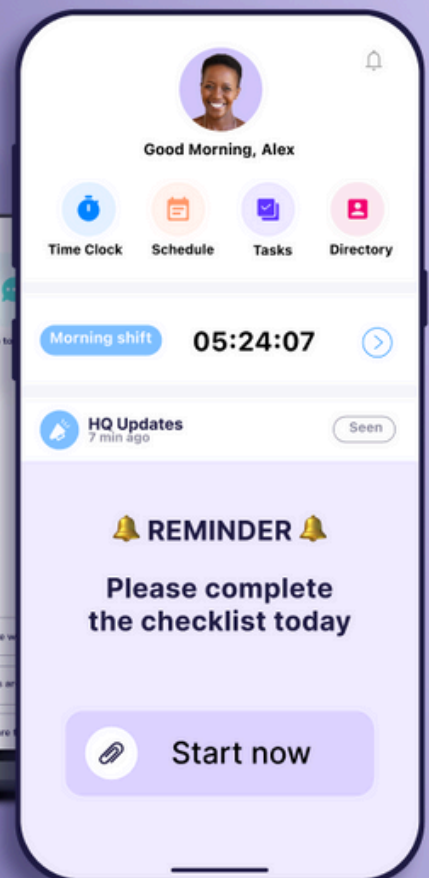 Good Morning, Alex
Time Clock Schedule Tasks Directory
Morning shift 05:24:07
HQ Updates Seen
7 min ago
REMINDER
Please complete
the checklist today
Start now